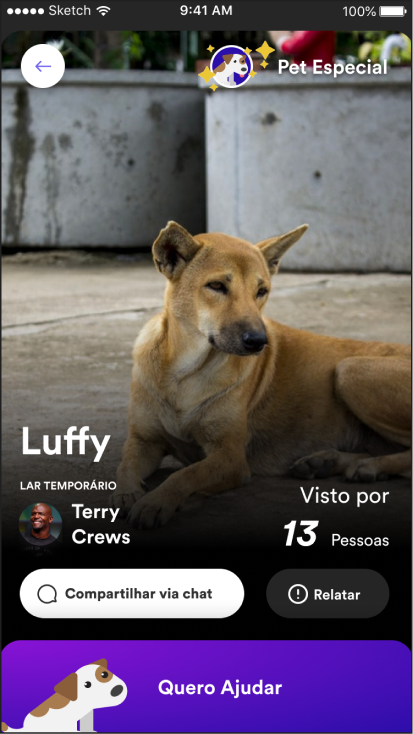 Sketch
9:41 AM
100%
Pet Especial
Luffy
LAR TEMPORÁRIO
Terry
Crews
Visto por
13 Pessoas
Compartilhar via chat
Relatar
Quero Ajudar